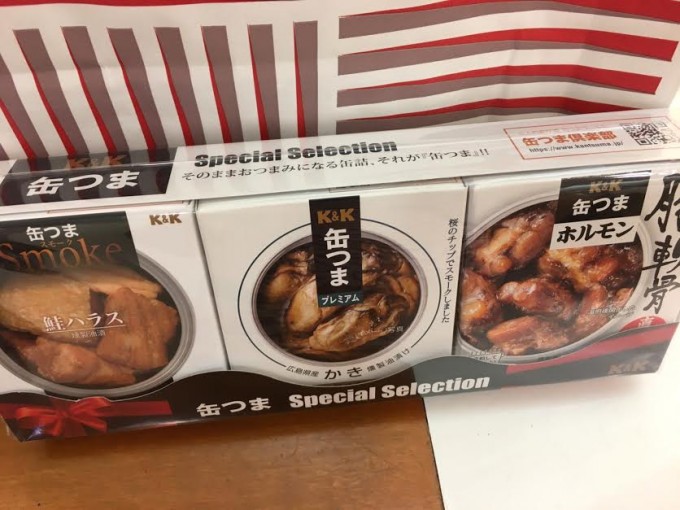 K&K
缶つま
Special Selection
そのままおつまみになる缶詰、それが『缶つま』!!
缶つま倶楽部
https://www.kantsuma.jp/
K&K
缶つま
スモーク
Smoke
鮭ハラス
燻製油漬
K&K
缶つま
プレミアム
桜のチップでスモークしました
広島県産 かき 燻製油漬け
K&K
缶つま
ホルモン
軟骨
缶つま Special Selection
K&K